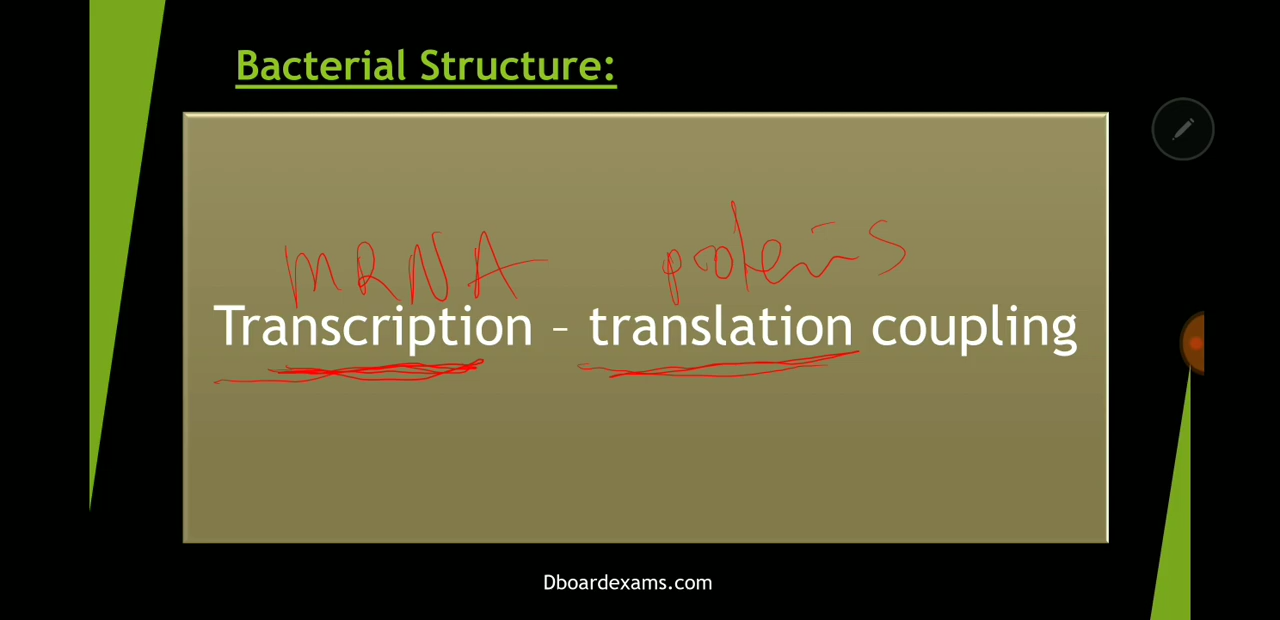 Bacterial Structure:
mRNA proteins
Transcription – translation coupling
Dboardexams.com